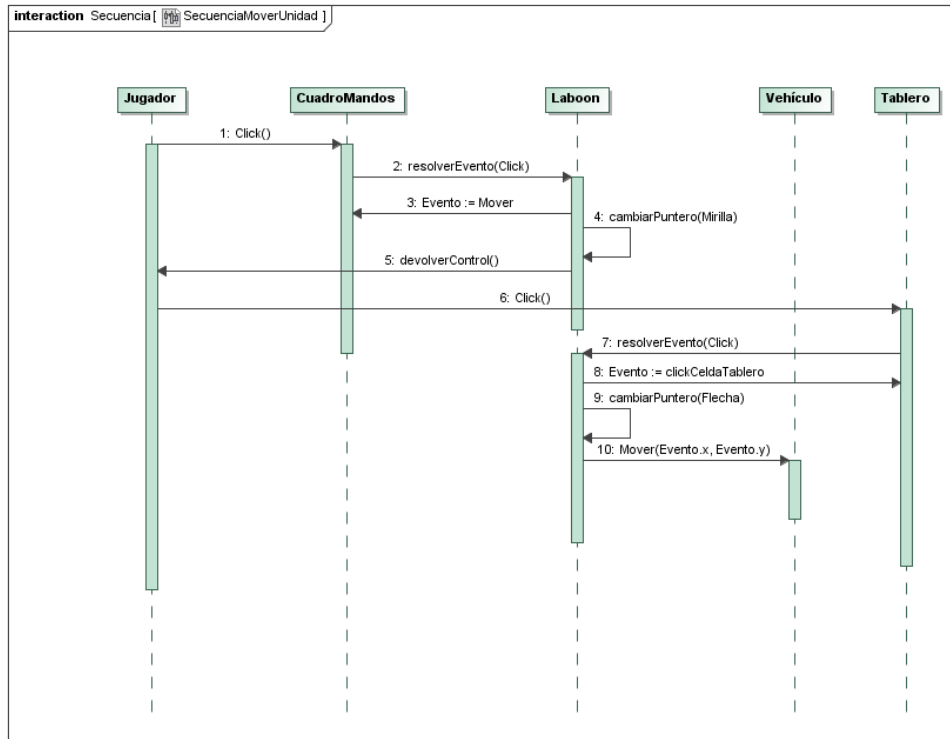 interaction Secuencia[ SecuenciaMoverUnidad ]
Jugador
CuadroMandos
Laboon
Vehículo
Tablero
1: Click()
2: resolverEvento(Click)
3: Evento := Mover
4: cambiarPuntero(Mirilla)
5: devolverControl()
6: Click()
7: resolverEvento(Click)
8: Evento := clickCeldaTablero
9: cambiarPuntero(Flecha)
10: Mover(Evento.x, Evento.y)